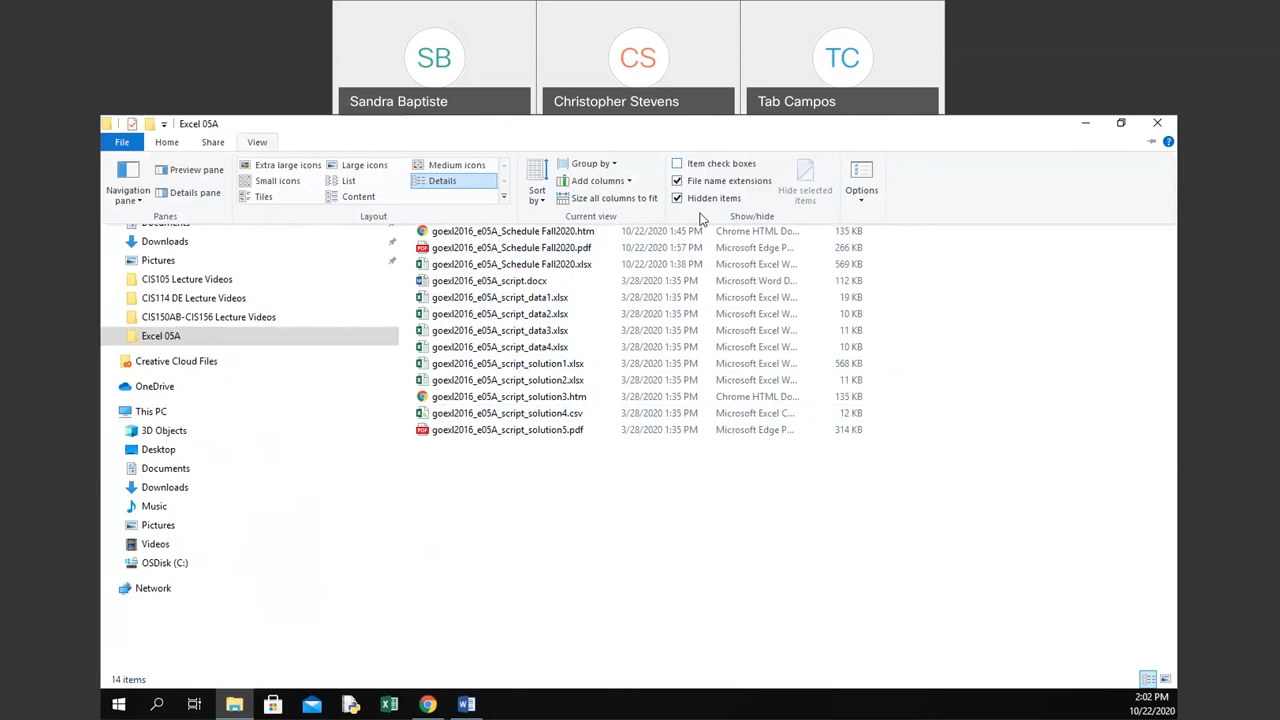 SB CS TC
Sandra Baptiste Christopher Stevens Tab Campos
Excel 05A
File Home Share View
Navigation pane
Preview pane
Details pane
Panes
Extra large icons Large icons Medium icons
Small icons List Details
Tiles Content
Layout
Sort by
Group by
Add columns
Size all columns to fit
Current view
Item check boxes
File name extensions
Hidden items
Hide selected items
Show/hide
Options
Documents
Downloads
Pictures
CIS105 Lecture Videos
CIS114 DE Lecture Videos
CIS150AB-CIS156 Lecture Videos
Excel 05A
Creative Cloud Files
OneDrive
This PC
3D Objects
Desktop
Documents
Downloads
Music
Pictures
Videos
OSDisk (C:)
Network
goexl2016_e05A_Schedule Fall2020.htm 10/22/2020 1:45 PM Chrome HTML Do... 135 KB
goexl2016_e05A_Schedule Fall2020.pdf 10/22/2020 1:57 PM Microsoft Edge P... 266 KB
goexl2016_e05A_Schedule Fall2020.xlsx 10/22/2020 1:38 PM Microsoft Excel W... 569 KB
goexl2016_e05A_script.docx 3/28/2020 1:35 PM Microsoft Word D... 112 KB
goexl2016_e05A_script_data1.xlsx 3/28/2020 1:35 PM Microsoft Excel W... 19 KB
goexl2016_e05A_script_data2.xlsx 3/28/2020 1:35 PM Microsoft Excel W... 10 KB
goexl2016_e05A_script_data3.xlsx 3/28/2020 1:35 PM Microsoft Excel W... 11 KB
goexl2016_e05A_script_data4.xlsx 3/28/2020 1:35 PM Microsoft Excel W... 10 KB
goexl2016_e05A_script_solution1.xlsx 3/28/2020 1:35 PM Microsoft Excel W... 568 KB
goexl2016_e05A_script_solution2.xlsx 3/28/2020 1:35 PM Microsoft Excel W... 11 KB
goexl2016_e05A_script_solution3.htm 3/28/2020 1:35 PM Chrome HTML Do... 135 KB
goexl2016_e05A_script_solution4.csv 3/28/2020 1:35 PM Microsoft Excel C... 12 KB
goexl2016_e05A_script_solution5.pdf 3/28/2020 1:35 PM Microsoft Edge P... 314 KB
14 items
2:02 PM
10/22/2020